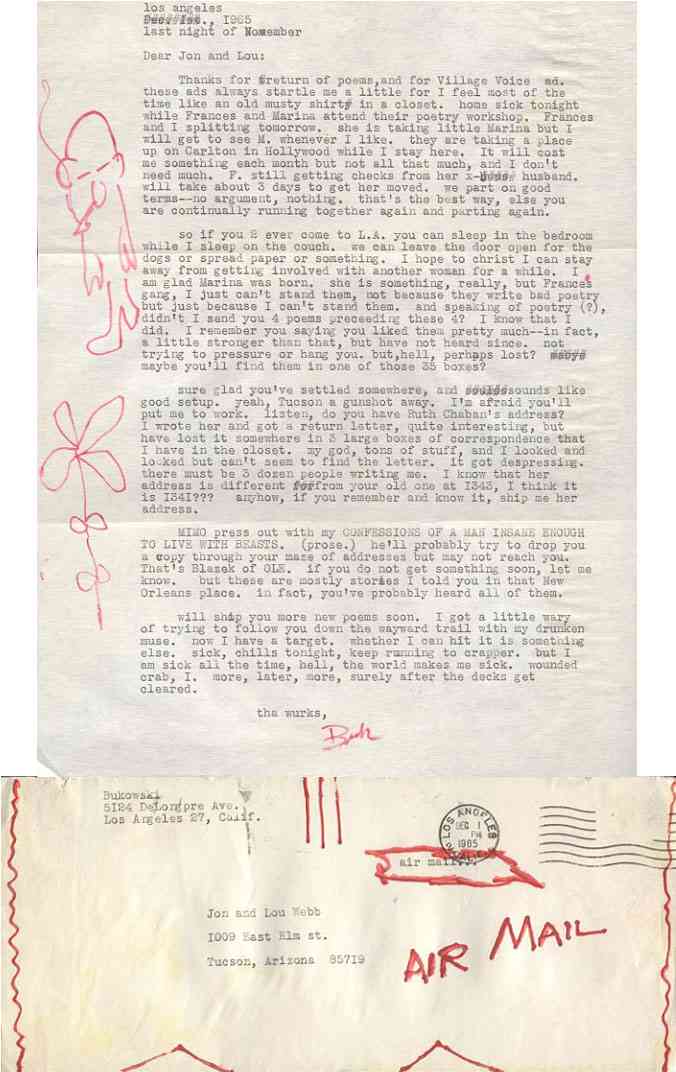 los angeles
Dec. 1st., 1965
last night of November
Dear Jon and Lou:
Thanks for return of poems,and for Village Voice ad.
these ads always startle me a little for I feel most of the
time like an old musty shirt in a closet. home sick tonight
while Frances and Marina attend their poetry workshop. Frances
and I splitting tomorrow. she is taking little Marina but I
will get to see M. whenever I like. they are taking a place
up on Carlton in Hollywood while I stay here. It will cost
me something each month but not all that much, and I don't
need much. F. still getting checks from her x- husband.
will take about 3 days to get her moved. we part on good
terms--no argument, nothing. that's the best way, else you
are continually running together again and parting again.
so if you 2 ever come to L.A. you can sleep in the bedroom
while I sleep on the couch. we can leave the door open for the
dogs or spread paper or something. I hope to christ I can stay
away from getting involved with another woman for a while. I
am glad Marina was born. she is something, really, but Frances
gang, I just can't stand them, not because they write bad poetry
but just because I can't stand them. and speaking of poetry (?),
didn't I send you 4 poems preceeding these 4? I know that I
did. I remember you saying you liked them pretty much--in fact,
a little stronger than that, but have not heard since. not
trying to pressure or hang you. but,hell, perhaps lost?
maybe you'll find them in one of those 35 boxes?
sure glad you've settled somewhere, and sounds like
good setup. yeah, Tucson a gunshot away. I'm afraid you'll
put me to work. listen, do you have Ruth Chaban's address?
I wrote her and got a return letter, quite interesting, but
have lost it somewhere in 3 large boxes of correspondence that
I have in the closet. my god, tons of stuff, and I looked and
looked but can't seem to find the letter. it got despressing.
there must be 3 dozen people writing me. I know that her
address is different from your old one at I343, I think it
is I34I??? anyhow, if you remember and know it, ship me her
address.
MIMO press out with my CONFESSIONS OF A MAN INSANE ENOUGH
TO LIVE WITH BEASTS. (prose.) he'll probably try to drop you
a copy through your maze of addresses but may not reach you.
That's Blazek of OLE. if you do not get something soon, let me
know. but these are mostly stories I told you in that New
Orleans place. in fact, you've probably heard all of them.
will ship you more new poems soon. I got a little wary
of trying to follow you down the wayward trail with my drunken
muse. now I have a target. whether I can hit it is something
else. sick, chills tonight, keep running to crapper. but I
am sick all the time, hell, the world makes me sick. wounded
crab, I. more, later, more, surely after the decks get
cleared.
tha wurks,
Buk
Bukowski
5124 DeLongpre Ave.
Los Angeles 27, Calif.
LOS ANGELES
DEC 1
PM
1965
air mail...
Jon and Lou Webb
I009 East Elm st.
Tucson, Arizona 85719
AIR MAIL